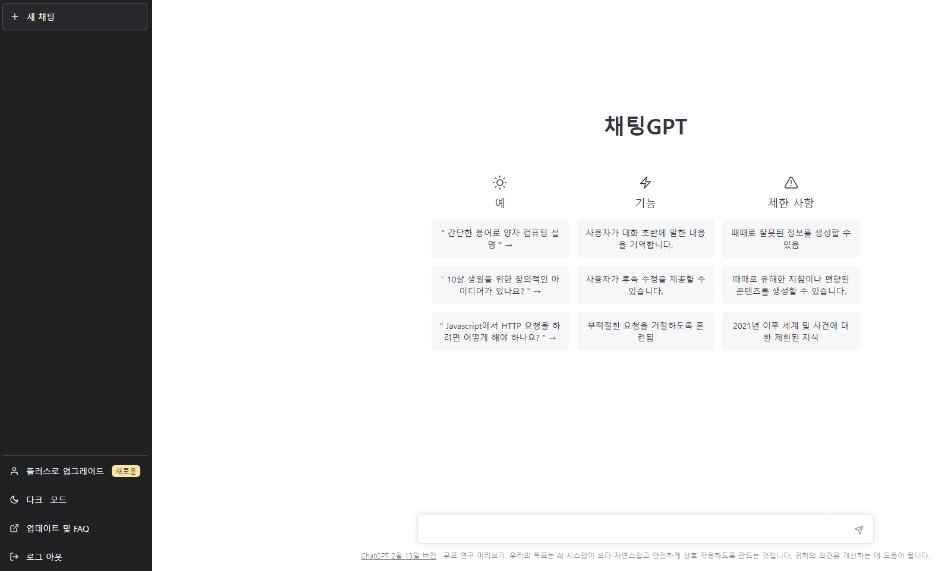 새 채팅
채팅GPT
예
" 간단한 용어로 양자 컴퓨팅 설
명 " →
" 10살 생일을 위한 창의적인 아
이디어가 있나요? " →
" Javascript에서 HTTP 요청을 하
려면 어떻게 해야 하나요? " →
기능
사용자가 대화 초반에 말한 내용
을 기억합니다.
사용자가 후속 수정을 제공할 수
있습니다.
부적절한 요청을 거절하도록 훈
련됨
제한 사항
때때로 잘못된 정보를 생성할 수
있음
때때로 유해한 지침이나 편향된
콘텐츠를 생성할 수 있습니다.
2021년 이후 세계 및 사건에 대
한 제한된 지식
플러스로 업그레이드 새로운
다크 모드
업데이트 및 FAQ
로그 아웃
ChatGPT 2월 13일 버전 . 무료 연구 미리보기. 우리의 목표는 AI 시스템이 보다 자연스럽고 안전하게 상호 작용하도록 만드는 것입니다. 귀하의 의견은 개선하는 데 도움이 됩니다.